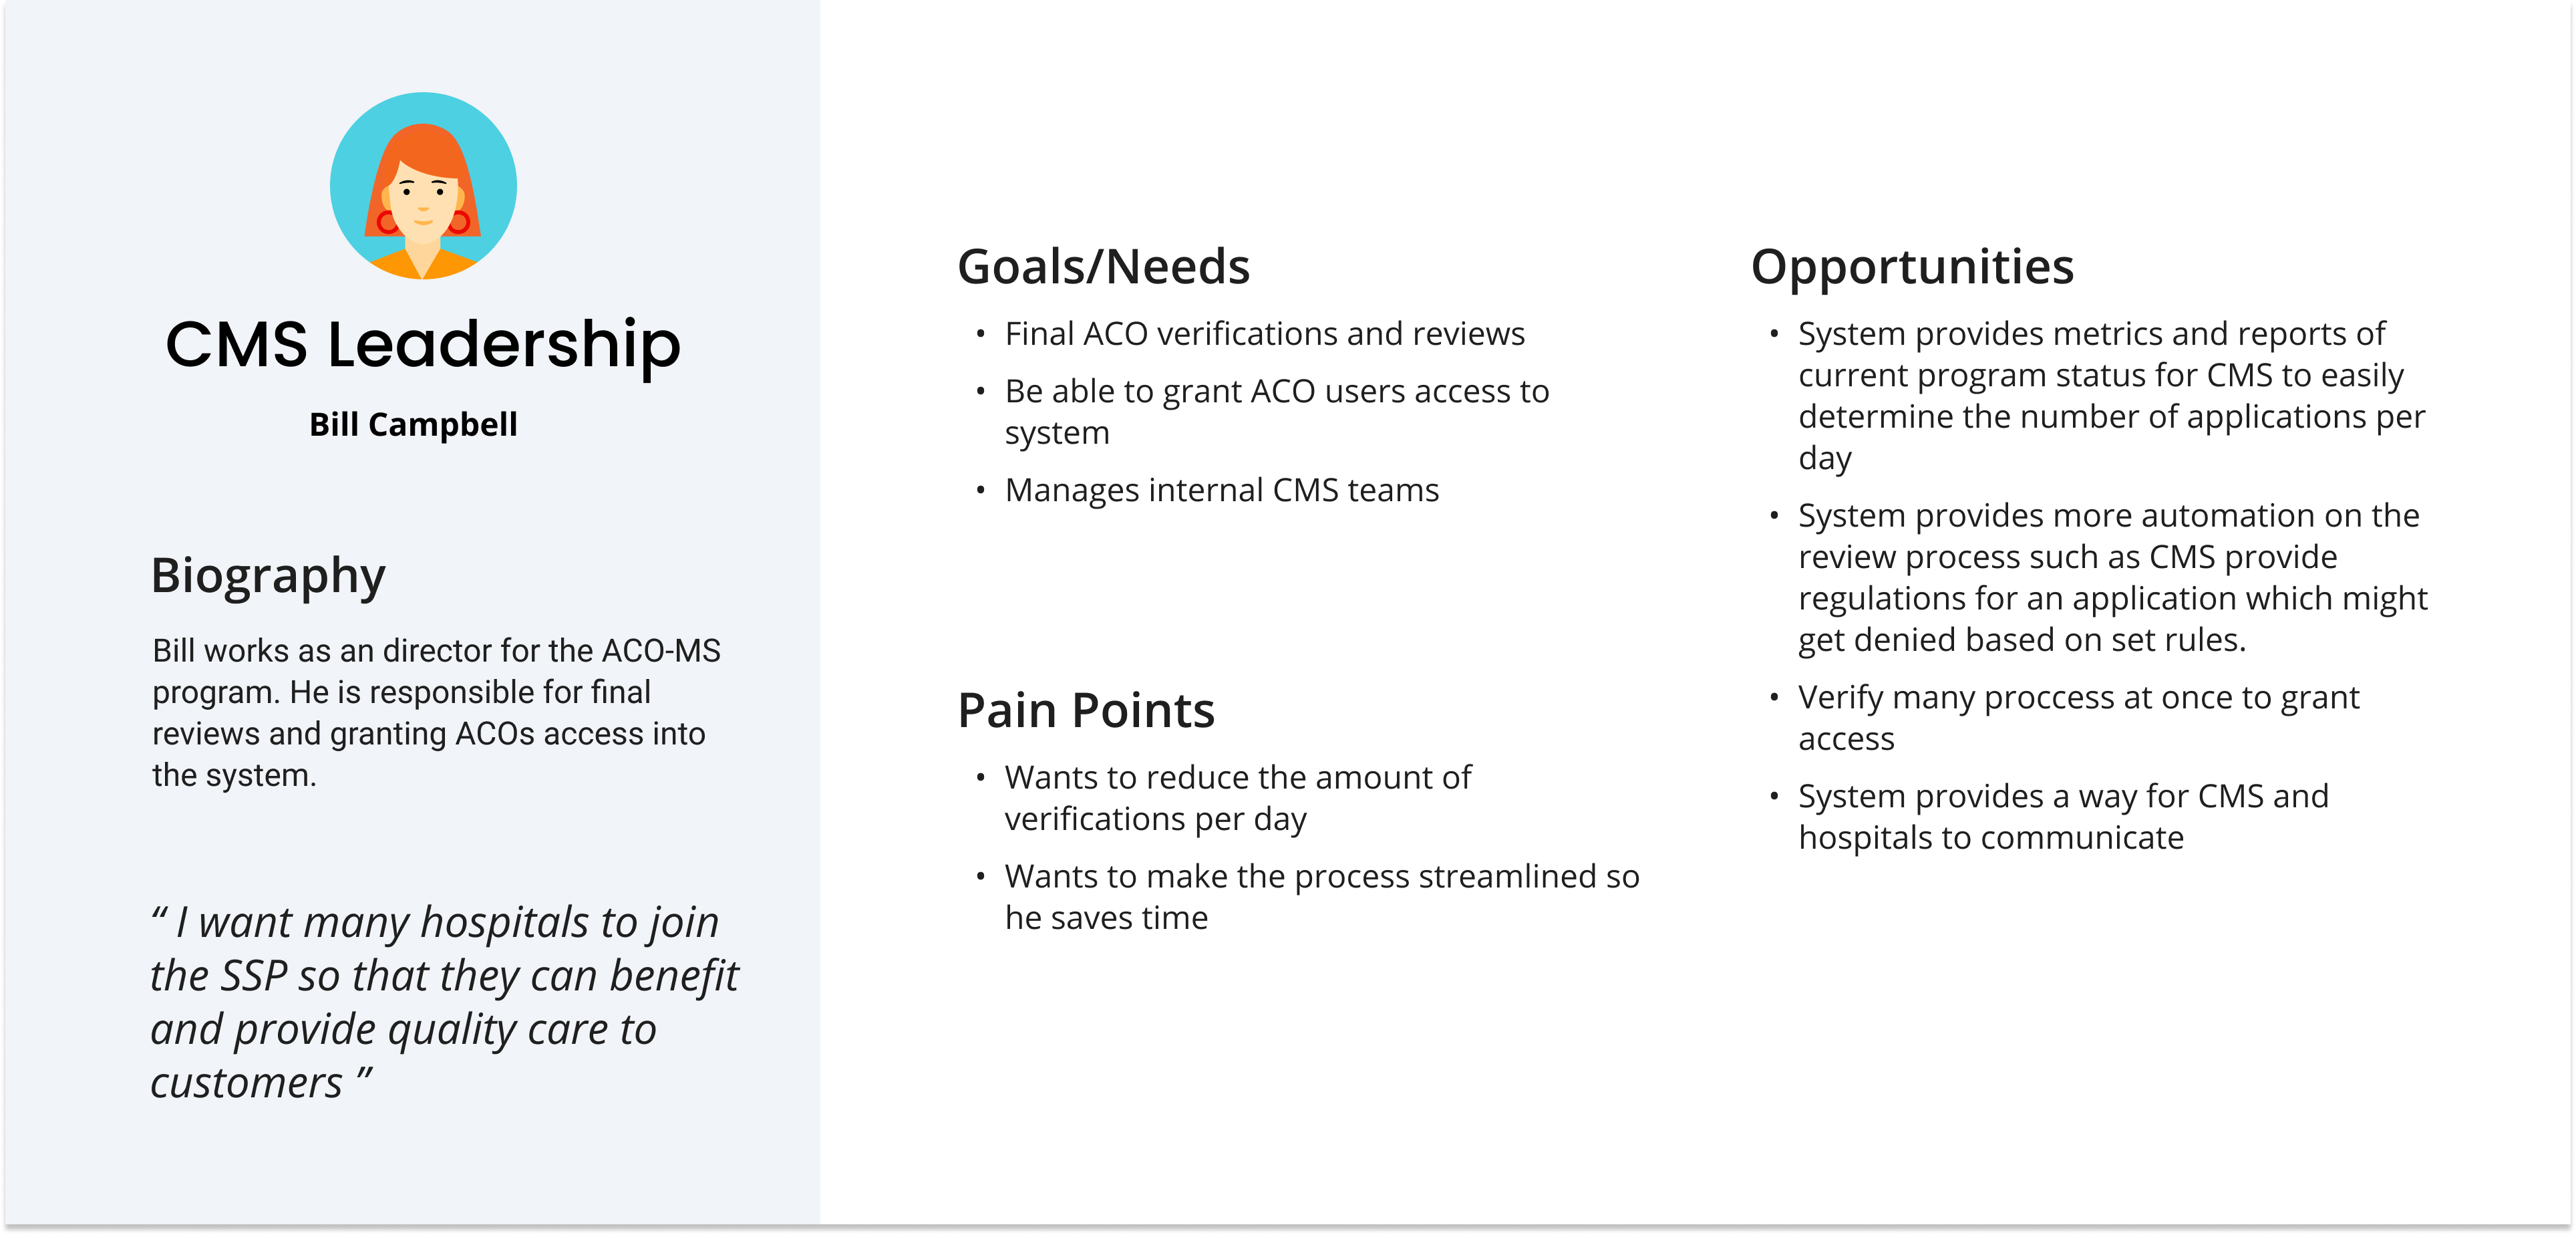 CMS Leadership
Bill Campbell
Biography
Bill works as an director for the ACO-MS
program. He is responsible for final
reviews and granting ACOs access into
the system.
“ I want many hospitals to join
the SSP so that they can benefit
and provide quality care to
customers ”
Goals/Needs
• Final ACO verifications and reviews
• Be able to grant ACO users access to
system
• Manages internal CMS teams
Pain Points
• Wants to reduce the amount of
verifications per day
• Wants to make the process streamlined so
he saves time
Opportunities
• System provides metrics and reports of
current program status for CMS to easily
determine the number of applications per
day
• System provides more automation on the
review process such as CMS provide
regulations for an application which might
get denied based on set rules.
• Verify many proccess at once to grant
access
• System provides a way for CMS and
hospitals to communicate